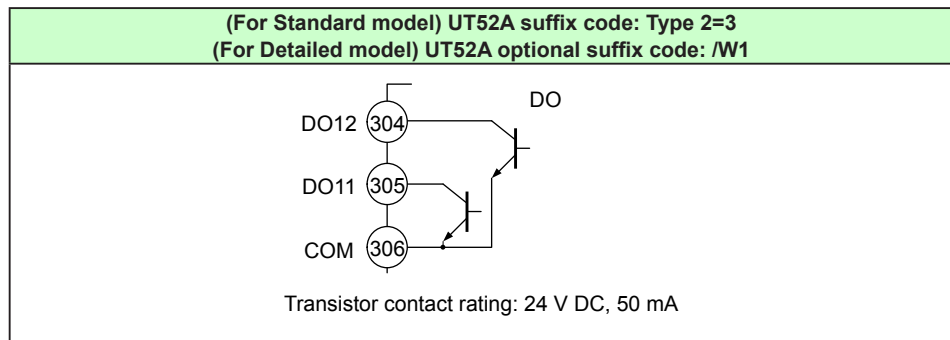 (For Standard model) UT52A suffix code: Type 2=3
(For Detailed model) UT52A optional suffix code: /W1
DO
DO12 304
DO11 305
COM 306
Transistor contact rating: 24 V DC, 50 mA